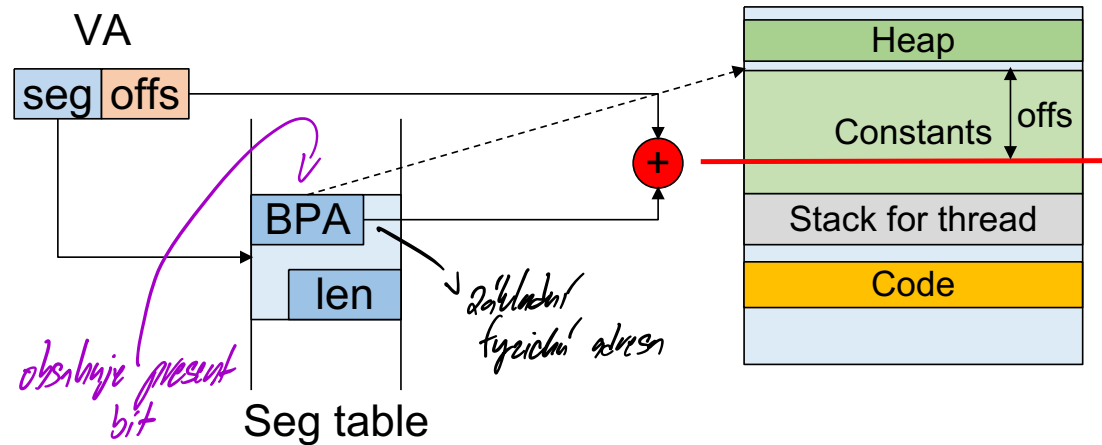 VA
seg offs
Heap
offs
Constants
+
BPA
Stack for thread
len
Code
základní
fyzická adresa
obsahuje present
bit
Seg table